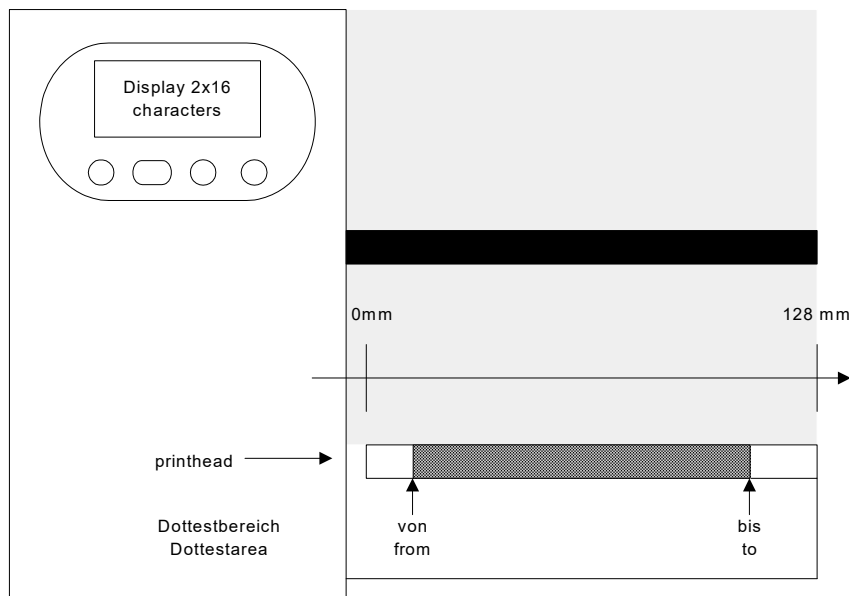 Display 2x16
characters
0mm
128 mm
printhead
Dottestbereich
Dottestarea
von
from
bis
to